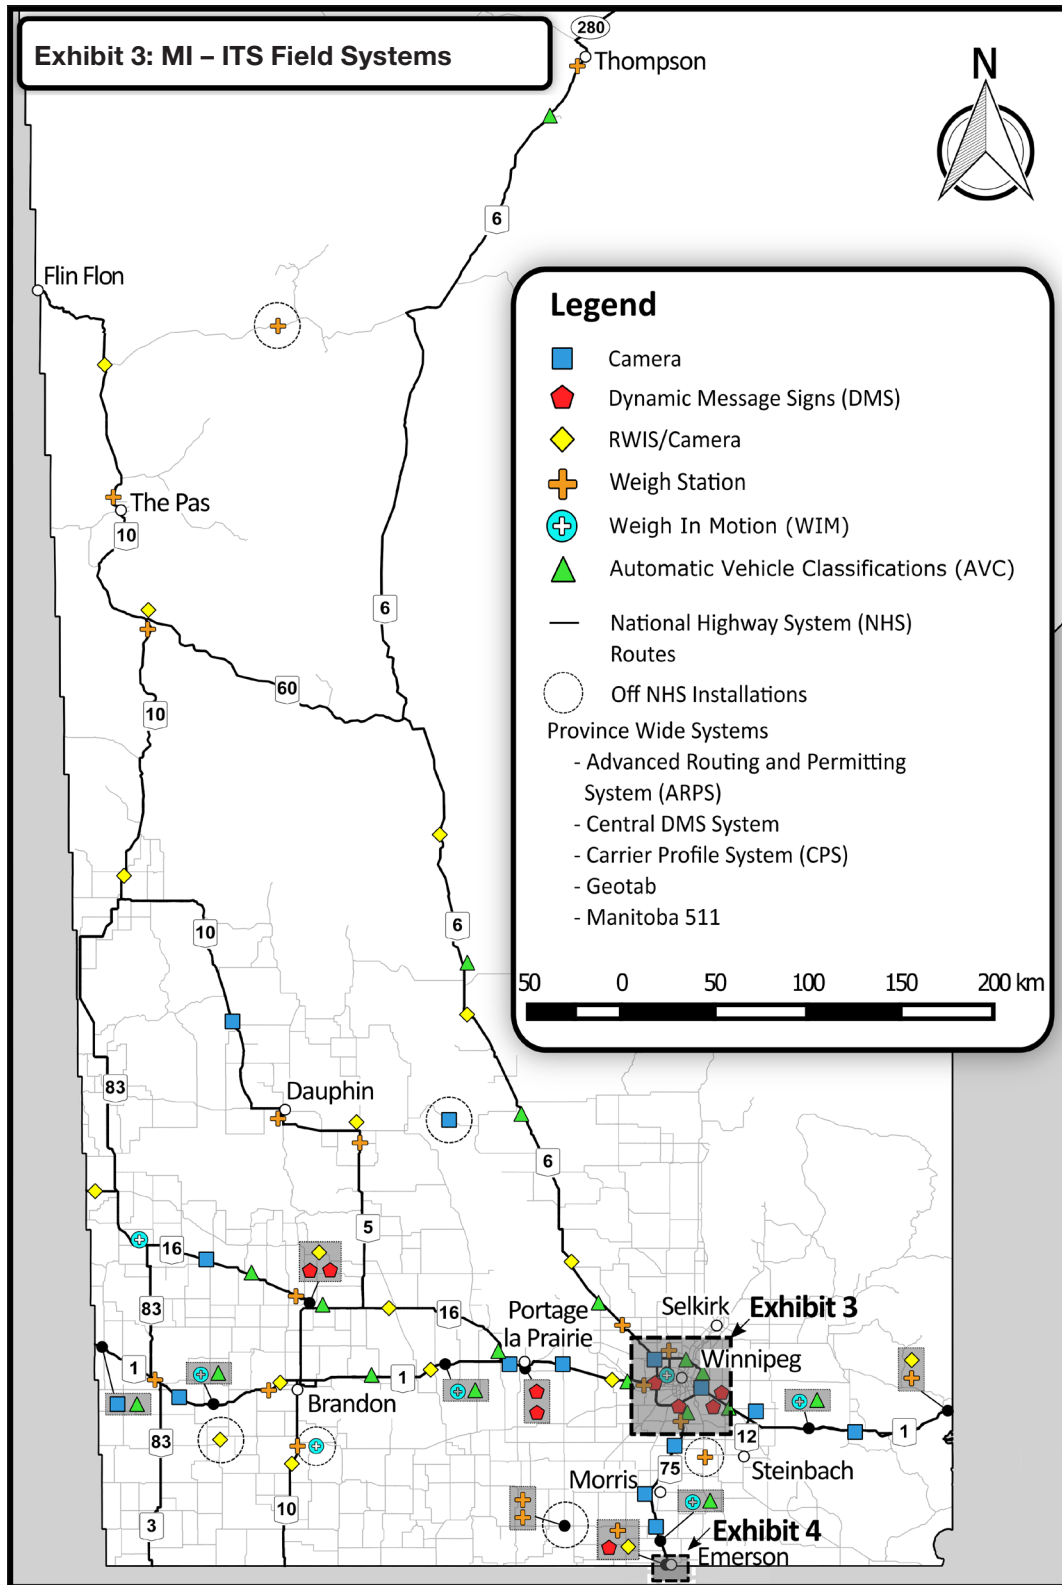 Exhibit 3: MI – ITS Field Systems
280
Thompson
N
6
Flin Flon
Legend
Camera
Dynamic Message Signs (DMS)
RWIS/Camera
Weigh Station
Weigh In Motion (WIM)
Automatic Vehicle Classifications (AVC)
National Highway System (NHS)
Routes
Off NHS Installations
Province Wide Systems
- Advanced Routing and Permitting
System (ARPS)
- Central DMS System
- Carrier Profile System (CPS)
- Geotab
- Manitoba 511
50 0 50 100 150 200 km
The Pas
10
6
60
10
10
6
83
Dauphin
6
5
16
83
16
Portage
la Prairie
Selkirk
Exhibit 3
Winnipeg
1
1
Brandon
83
12
1
75
Steinbach
Morris
10
3
Exhibit 4
Emerson